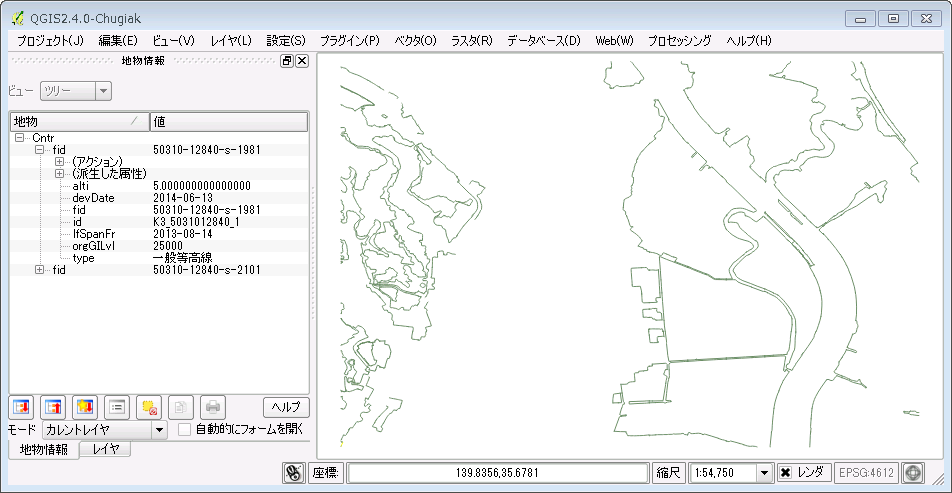 QGIS2.4.0-Chugiak
プロジェクト(J) 編集(E) ビュー(V) レイヤ(L) 設定(S) プラグイン(P) ベクタ(O) ラスタ(R) データベース(D) Web(W) プロセッシング ヘルプ(H)
地物情報
ビュー ツリー
地物 値
Cntr
fid 50310-12840-s-1981
(アクション)
(派生した属性)
alti 5.000000000000000
devDate 2014-06-13
fid 50310-12840-s-1981
id K3_5031012840_1
lfSpanFr 2013-08-14
orgGILvl 25000
type 一般等高線
fid 50310-12840-s-2101
ヘルプ
モード カレントレイヤ 自動的にフォームを開く
地物情報 レイヤ
座標: 139.8356,35.6781 縮尺 1:54,750 レンダ EPSG:4612